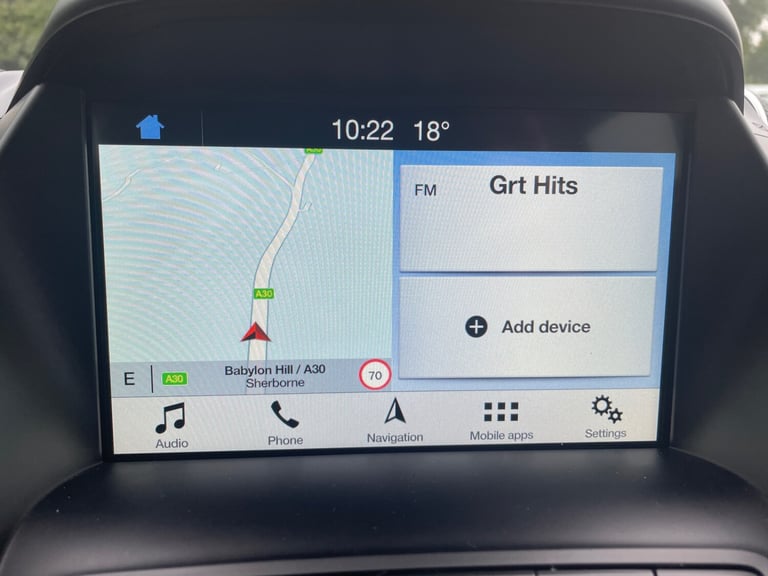 10:22 18°
A30
FM Grt Hits
A30
Add device
E A30 Babylon Hill / A30
Sherborne
70
Audio
Phone
Navigation
Mobile apps
Settings